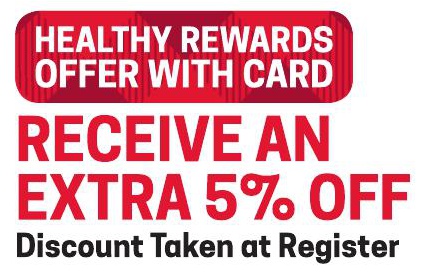 HEALTHY REWARDS
OFFER WITH CARD
RECEIVE AN
EXTRA 5% OFF
Discount Taken at Register